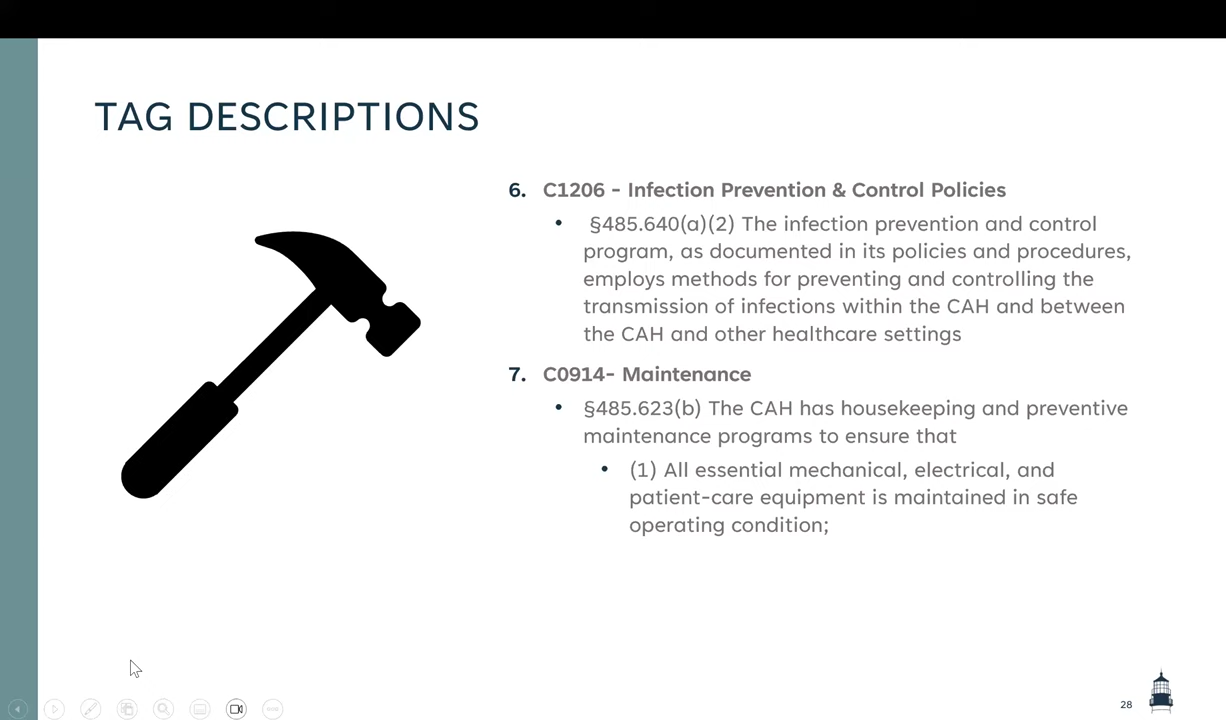 TAG DESCRIPTIONS
6. C1206 - Infection Prevention & Control Policies
• §485.640(a)(2) The infection prevention and control
program, as documented in its policies and procedures,
employs methods for preventing and controlling the
transmission of infections within the CAH and between
the CAH and other healthcare settings
7. C0914- Maintenance
• §485.623(b) The CAH has housekeeping and preventive
maintenance programs to ensure that
• (1) All essential mechanical, electrical, and
patient-care equipment is maintained in safe
operating condition;
28